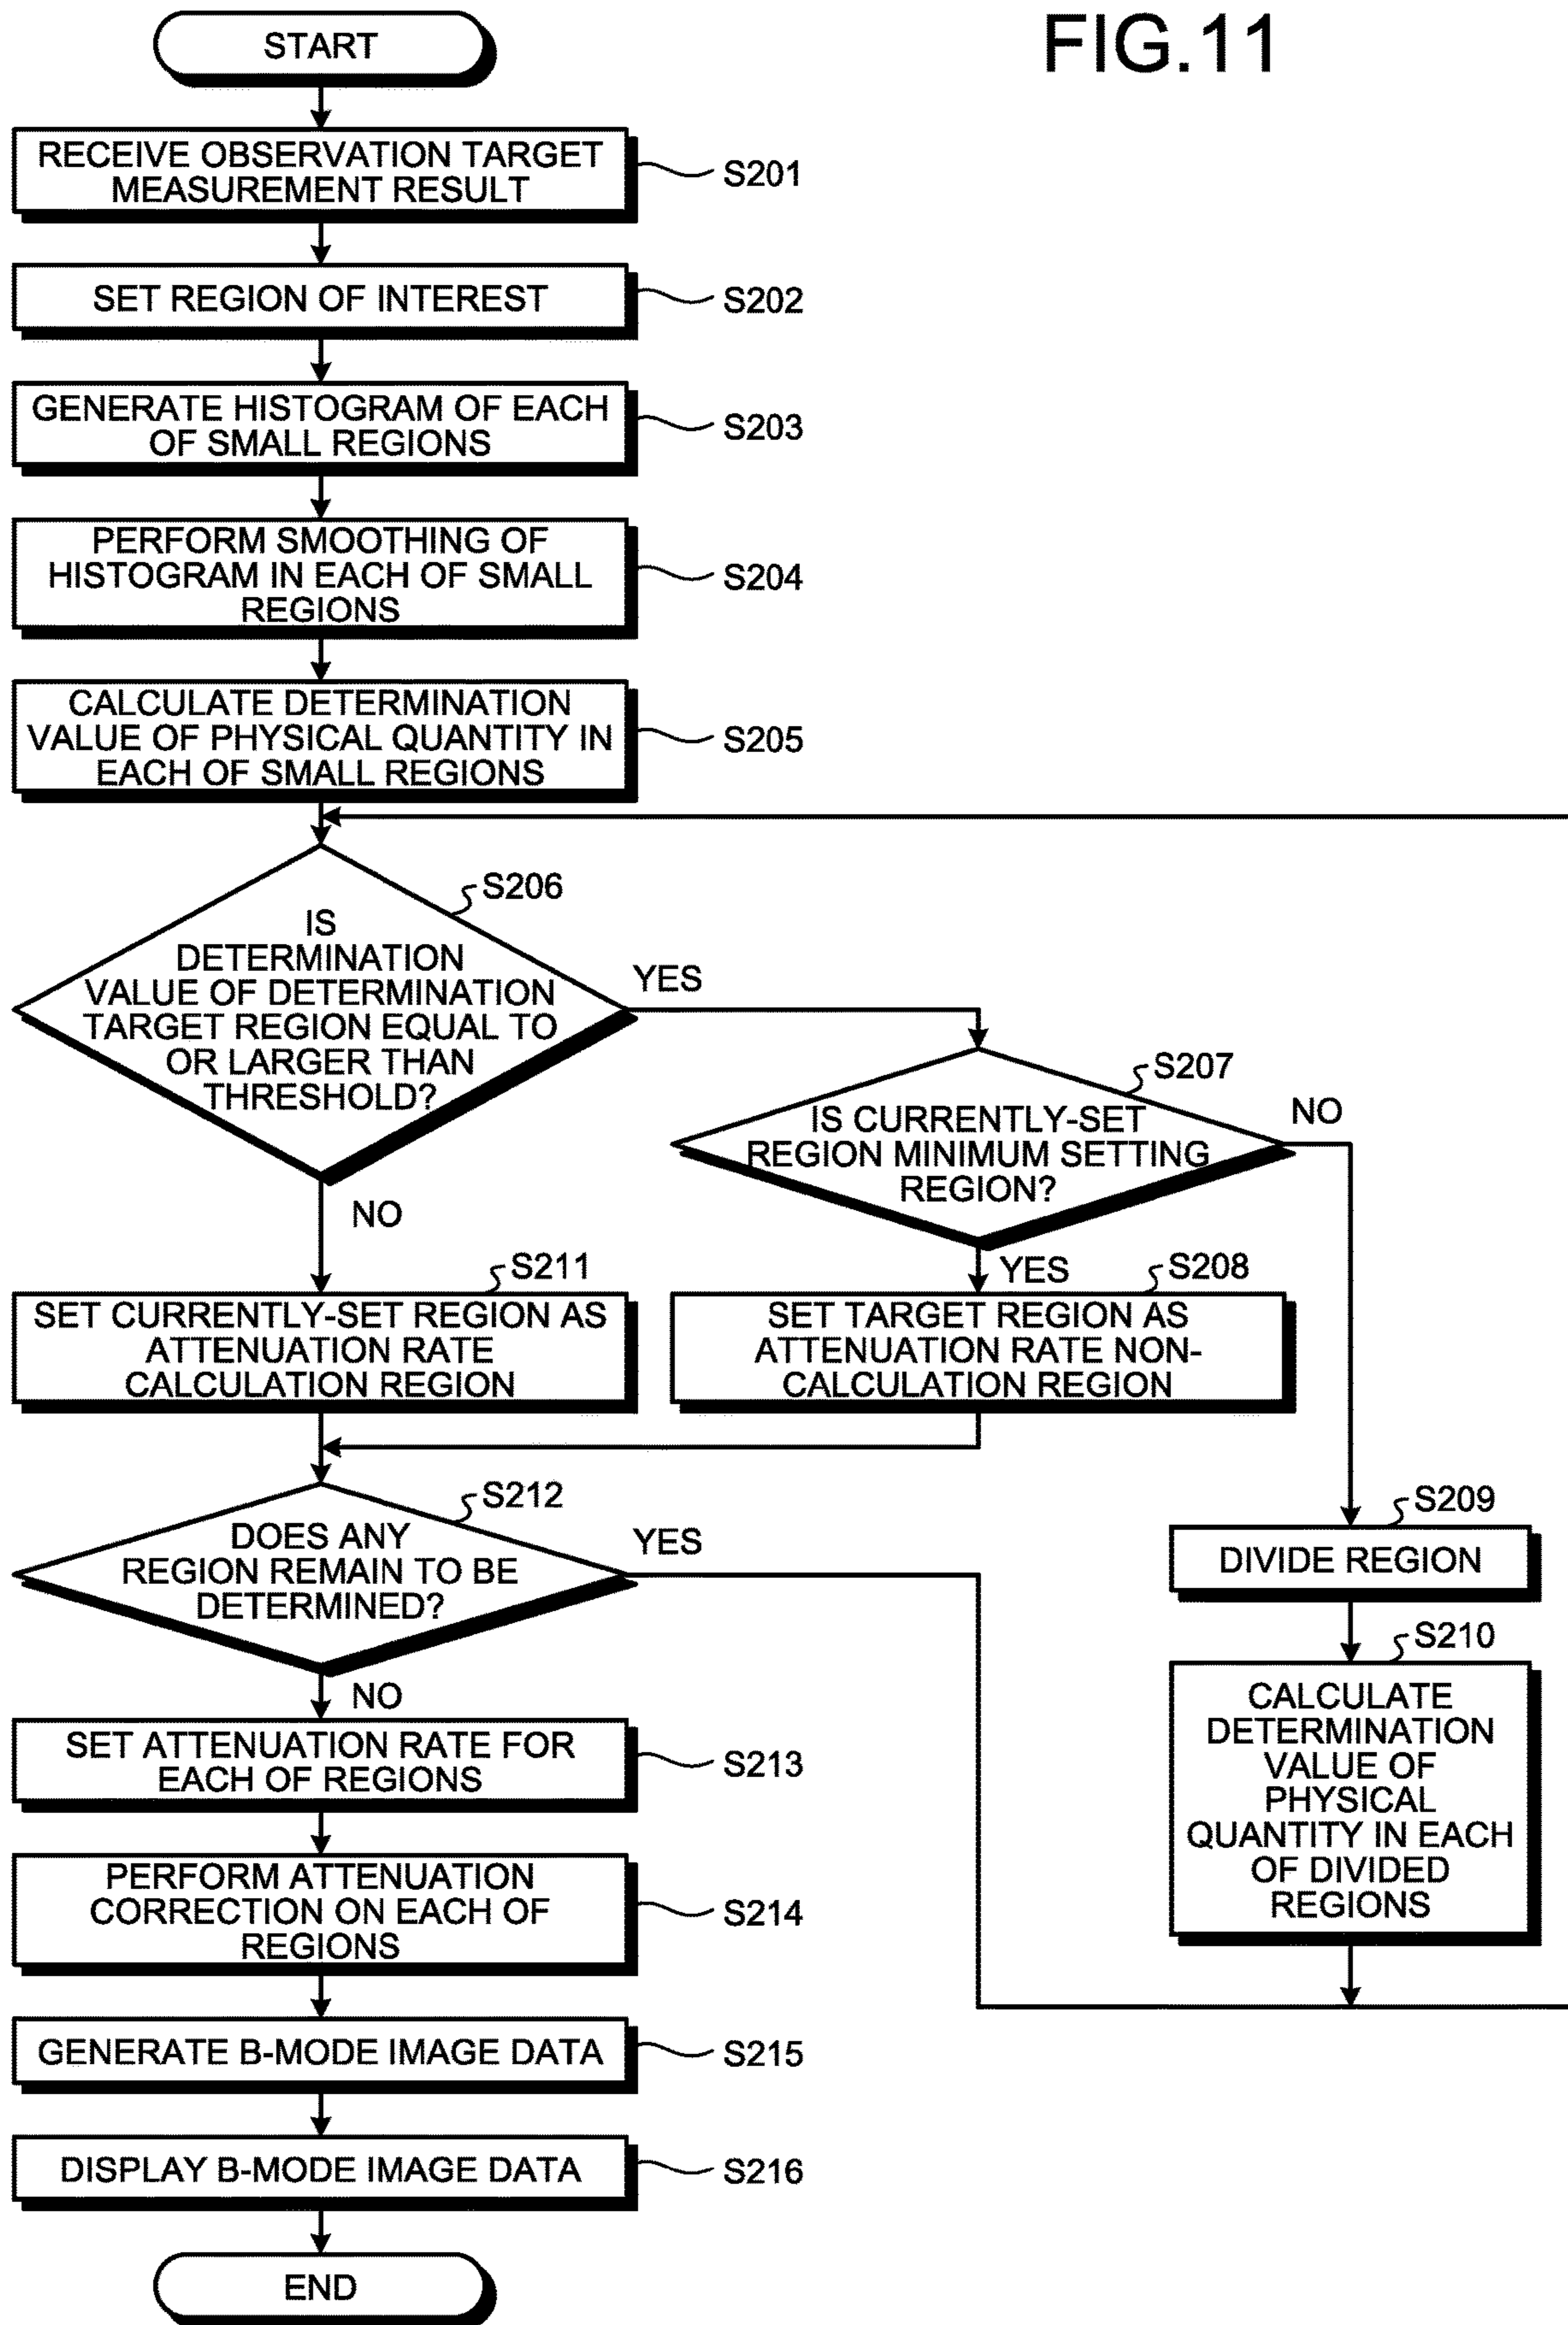 FIG.11
START
RECEIVE OBSERVATION TARGET
MEASUREMENT RESULT
S201
SET REGION OF INTEREST
S202
GENERATE HISTOGRAM OF EACH
OF SMALL REGIONS
S203
PERFORM SMOOTHING OF
HISTOGRAM IN EACH OF SMALL
REGIONS
S204
CALCULATE DETERMINATION
VALUE OF PHYSICAL QUANTITY IN
EACH OF SMALL REGIONS
S205
S206
IS
DETERMINATION
VALUE OF DETERMINATION
TARGET REGION EQUAL TO
OR LARGER THAN
THRESHOLD?
YES
NO
S207
IS CURRENTLY-SET
REGION MINIMUM SETTING
REGION?
NO
YES
S211
SET CURRENTLY-SET REGION AS
ATTENUATION RATE
CALCULATION REGION
S208
SET TARGET REGION AS
ATTENUATION RATE NON-
CALCULATION REGION
S209
DIVIDE REGION
S210
CALCULATE
DETERMINATION
VALUE OF
PHYSICAL
QUANTITY IN EACH
OF DIVIDED
REGIONS
S212
DOES ANY
REGION REMAIN TO BE
DETERMINED?
YES
NO
SET ATTENUATION RATE FOR
EACH OF REGIONS
S213
PERFORM ATTENUATION
CORRECTION ON EACH OF
REGIONS
S214
GENERATE B-MODE IMAGE DATA
S215
DISPLAY B-MODE IMAGE DATA
S216
END